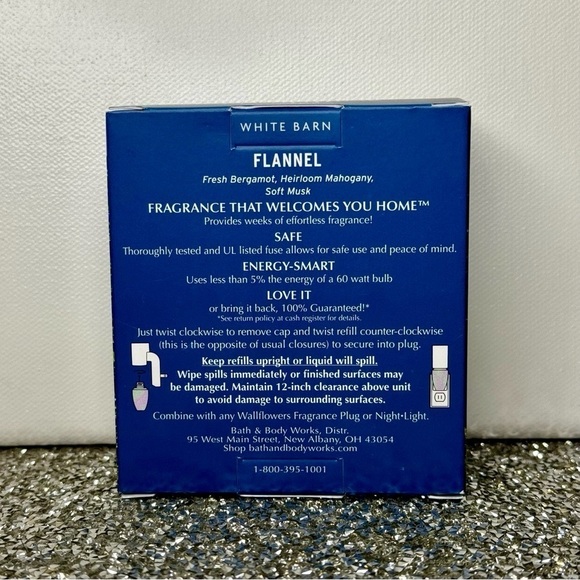 WHITE BARN
FLANNEL
Fresh Bergamot, Heirloom Mahogany,
Soft Musk
FRAGRANCE THAT WELCOMES YOU HOME™
Provides weeks of effortless fragrance!
SAFE
Thoroughly tested and UL listed fuse allows for safe use and peace of mind.
ENERGY-SMART
Uses less than 5% the energy of a 60 watt bulb
LOVE IT
or bring it back, 100% Guaranteed!*
*See return policy at cash register for details.
Just twist clockwise to remove cap and twist refill counter-clockwise
(this is the opposite of usual closures) to secure into plug.
Keep refills upright or liquid will spill.
Wipe spills immediately or finished surfaces may
be damaged. Maintain 12-inch clearance above unit
to avoid damage to surrounding surfaces.
Combine with any Wallflowers Fragrance Plug or Night•Light.
Bath & Body Works, Distr.
95 West Main Street, New Albany, OH 43054
Shop bathandbodyworks.com
1-800-395-1001